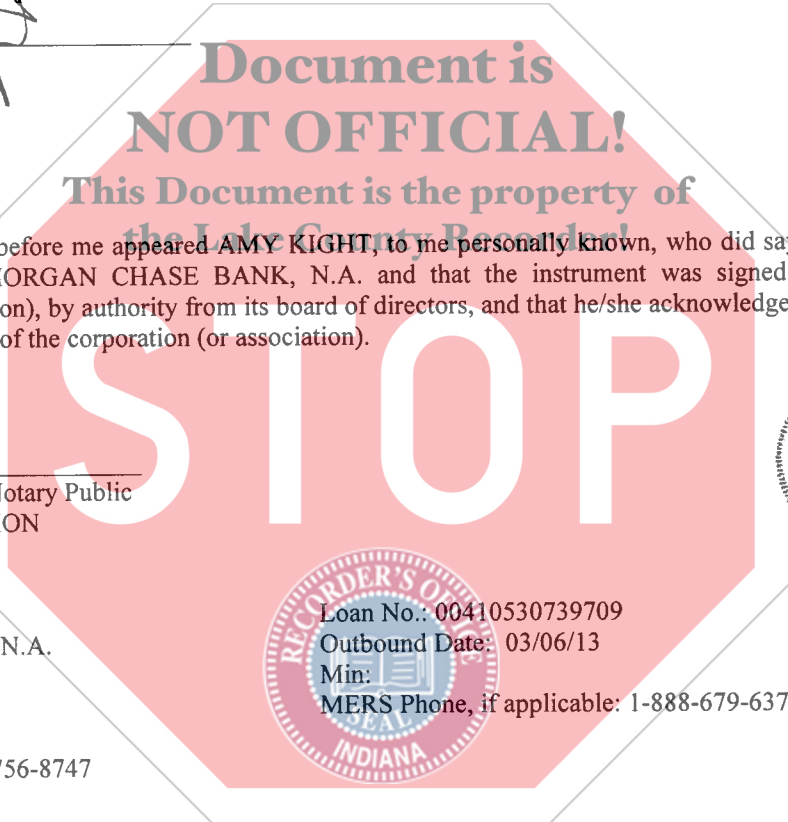 Document is
NOT OFFICIAL!
This Document is the property of
the Lake County Recorder!
before me appeared AMY KIGHT, to me personally known, who did say
ORGAN CHASE BANK, N.A. and that the instrument was signed
on), by authority from its board of directors, and that he/she acknowledge
of the corporation (or association).
STOP
Notary Public
ION
RECORDER'S OFFICE
Loan No.: 00410530739709
N.A.
Outbound Date: 03/06/13
Min:
MERS Phone, if applicable: 1-888-679-637
SEAL
INDIANA
756-8747